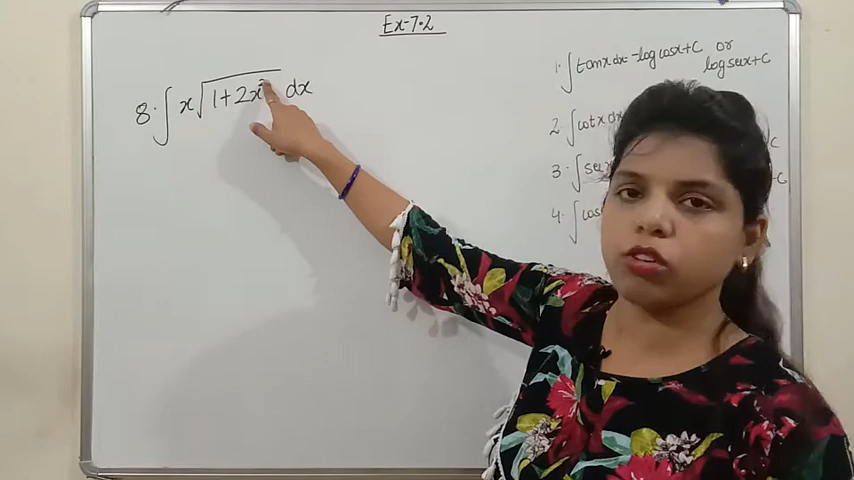 Ex-7.2
8. ∫ x√(1+2x²) dx
1. ∫tanx dx = -log cosx + C or
log secx + C
2. ∫cotx dx
3. ∫sec
4. ∫cos